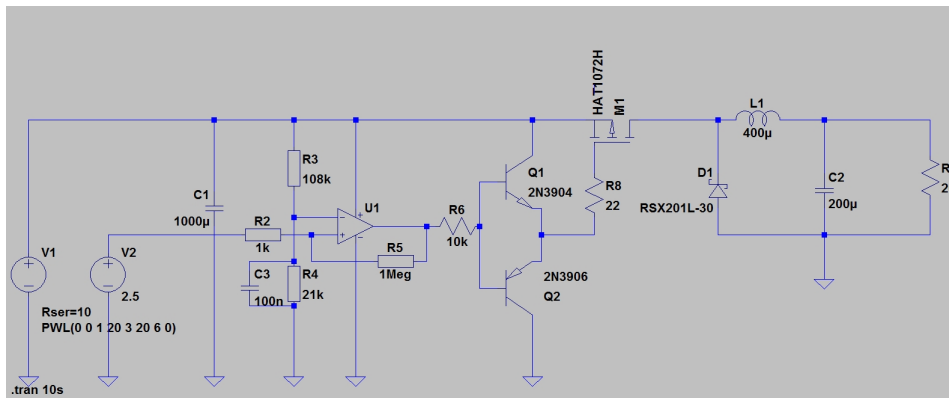 HAT1072H
M1
L1
400µ
R3
108k
Q1
2N3904
D1
RSX201L-30
C2
200µ
R
2
C1
1000µ
U1
R8
22
R2
1k
R6
10k
R5
1Meg
V1
V2
2.5
C3
100n
R4
21k
2N3906
Q2
Rser=10
PWL(0 0 1 20 3 20 6 0)
.tran 10s